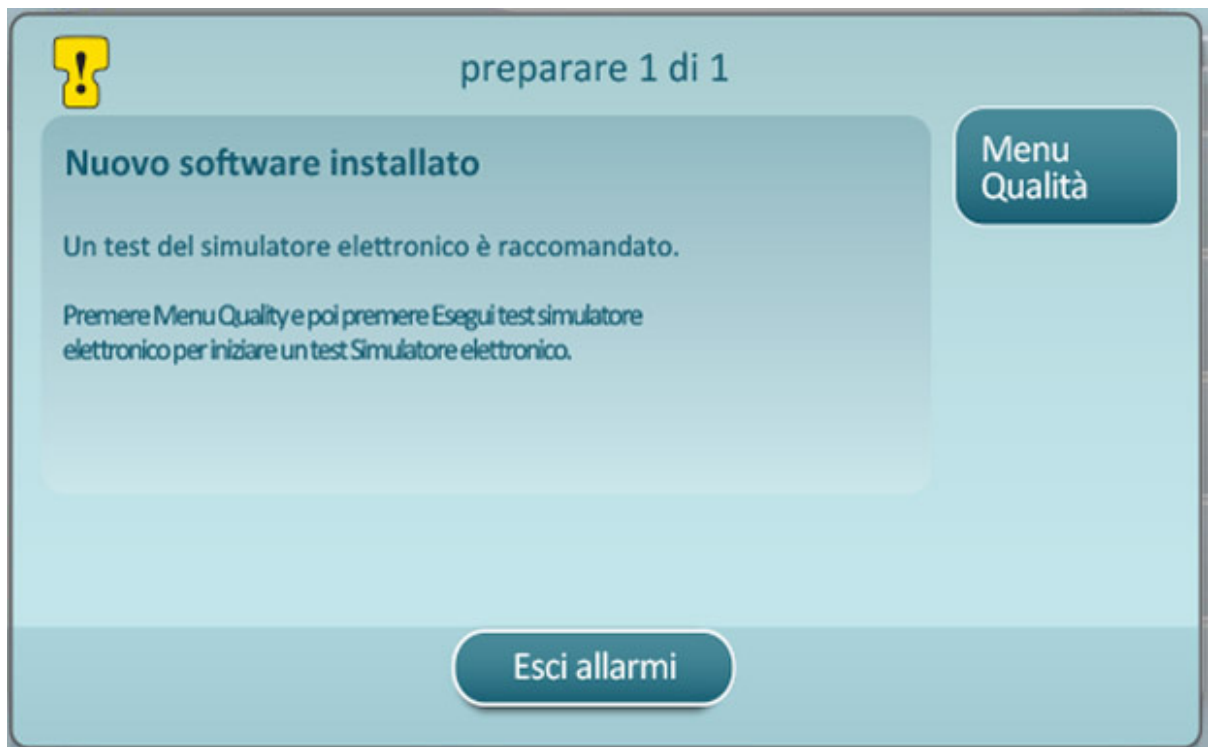 preparare 1 di 1
Nuovo software installato
Menu
Qualità
Un test del simulatore elettronico è raccomandato.
Premere Menu Quality e poi premere Esegui test simulatore
elettronico per iniziare un test Simulatore elettronico.
Esci allarmi